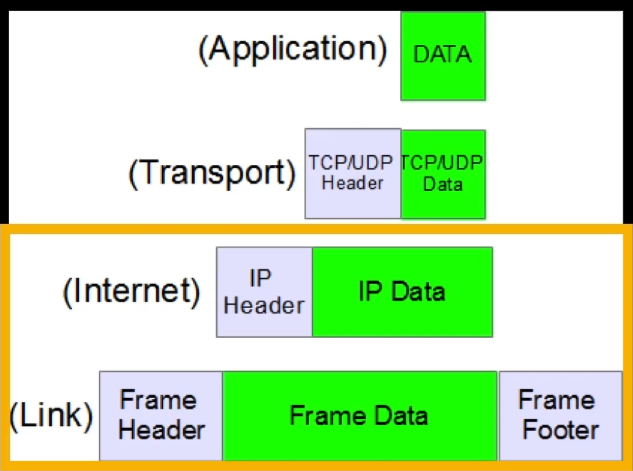 (Application)
DATA
(Transport)
TCP/UDP
Header
TCP/UDP
Data
(Internet)
IP
Header
IP Data
(Link)
Frame
Header
Frame Data
Frame
Footer